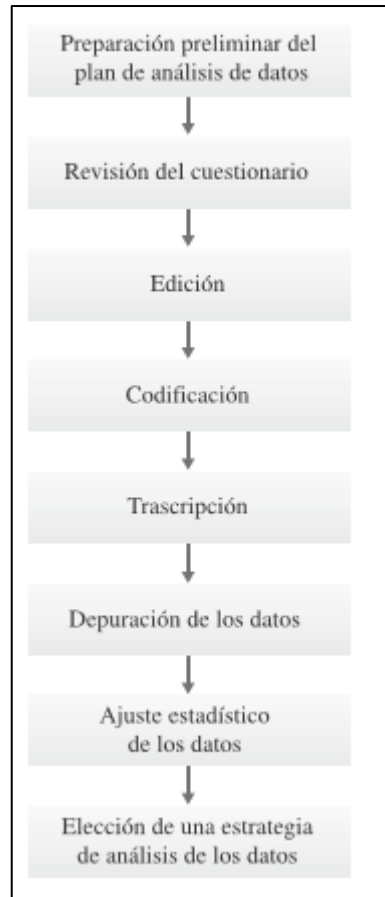 Preparación preliminar del
plan de análisis de datos
Revisión del cuestionario
Edición
Codificación
Trascripción
Depuración de los datos
Ajuste estadístico
de los datos
Elección de una estrategia
de análisis de los datos